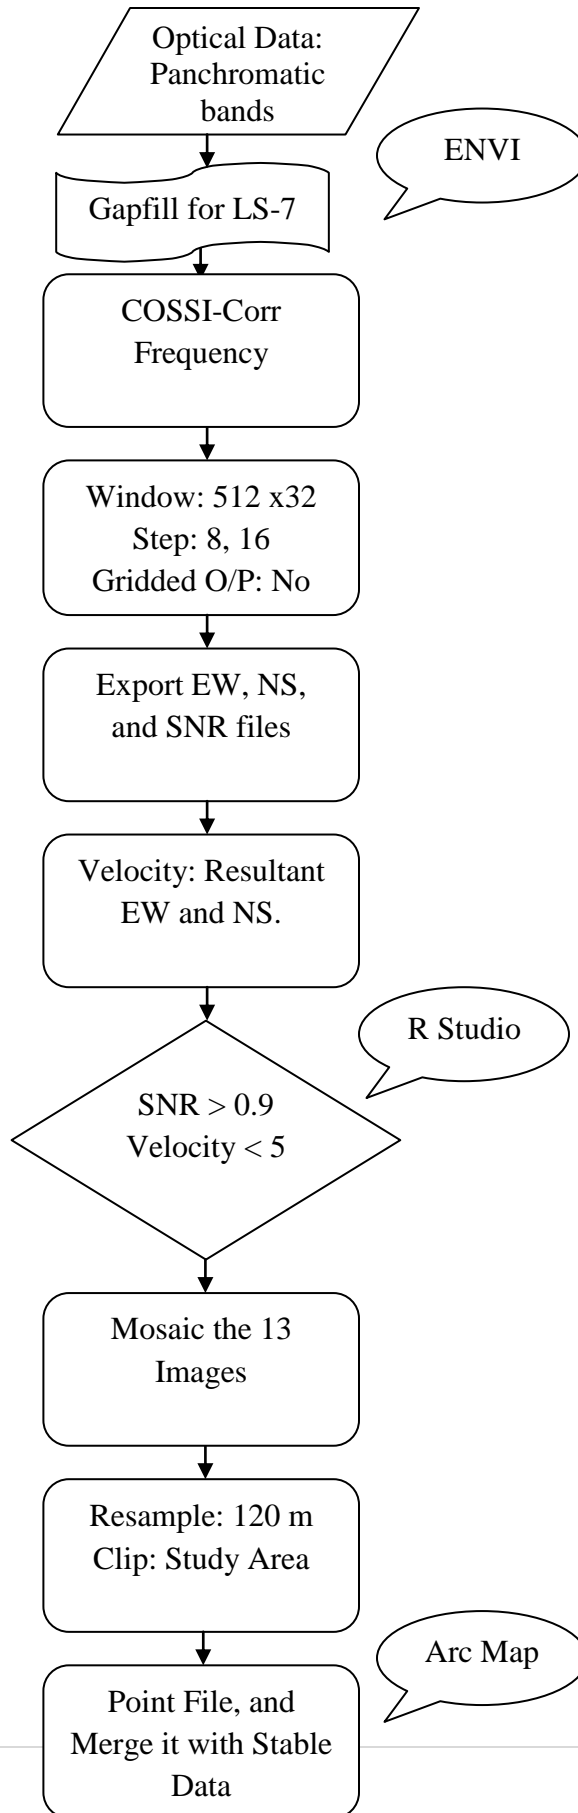 Optical Data:
Panchromatic
bands
ENVI
Gapfill for LS-7
COSSI-Corr
Frequency
Window: 512 x32
Step: 8, 16
Gridded O/P: No
Export EW, NS,
and SNR files
Velocity: Resultant
EW and NS.
R Studio
SNR > 0.9
Velocity < 5
Mosaic the 13
Images
Resample: 120 m
Clip: Study Area
Arc Map
Point File, and
Merge it with Stable
Data